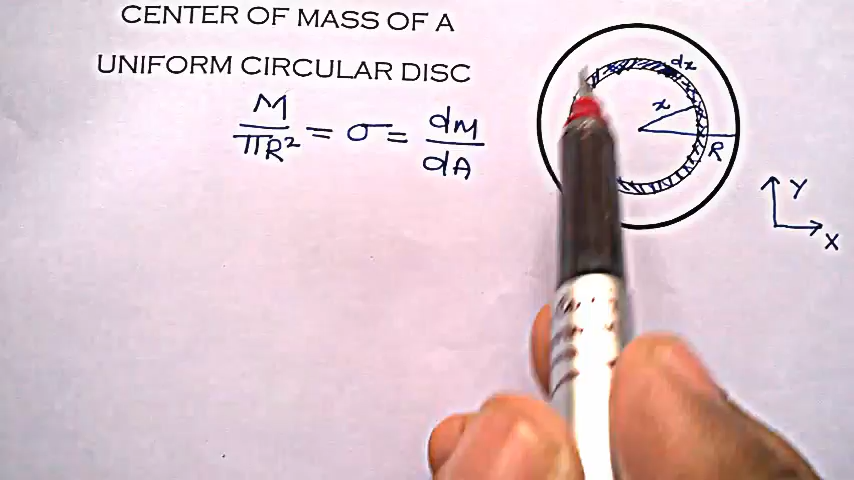 CENTER OF MASS OF A
UNIFORM CIRCULAR DISC
M/πR² = σ = dM/dA
dx
x
R
Y
X